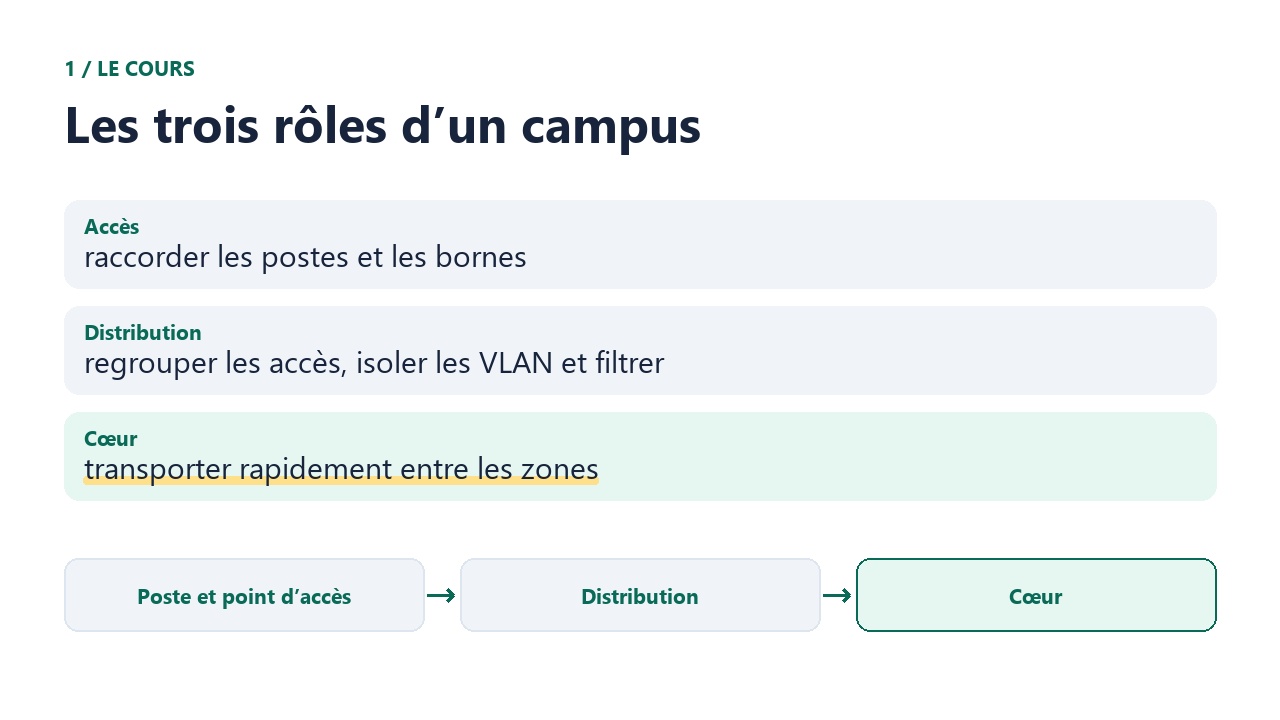 1 / LE COURS
Les trois rôles d’un campus
Accès
raccorder les postes et les bornes
Distribution
regrouper les accès, isoler les VLAN et filtrer
Cœur
transporter rapidement entre les zones
Poste et point d’accès
Distribution
Cœur